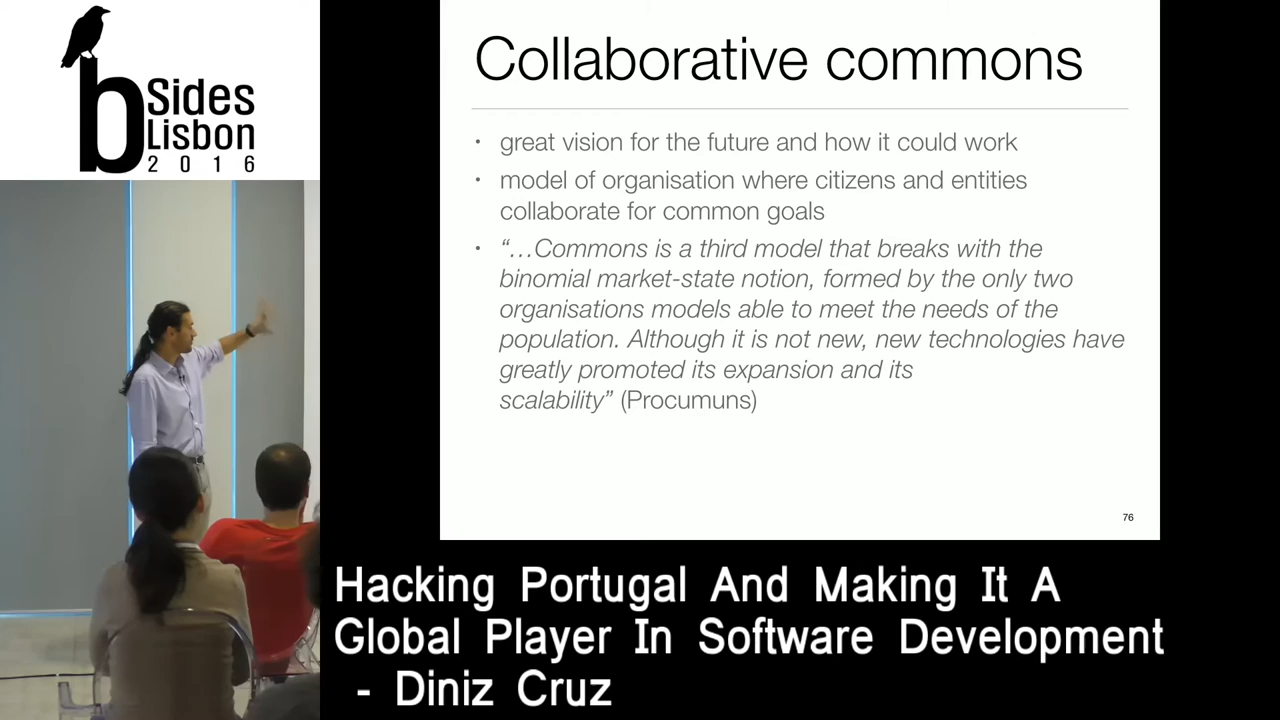 b Sides
Lisbon
2016
Collaborative commons
• great vision for the future and how it could work
• model of organisation where citizens and entities
collaborate for common goals
• “…Commons is a third model that breaks with the
binomial market-state notion, formed by the only two
organisations models able to meet the needs of the
population. Although it is not new, new technologies have
greatly promoted its expansion and its
scalability” (Procumuns)
76
Hacking Portugal And Making It A
Global Player In Software Development
- Diniz Cruz